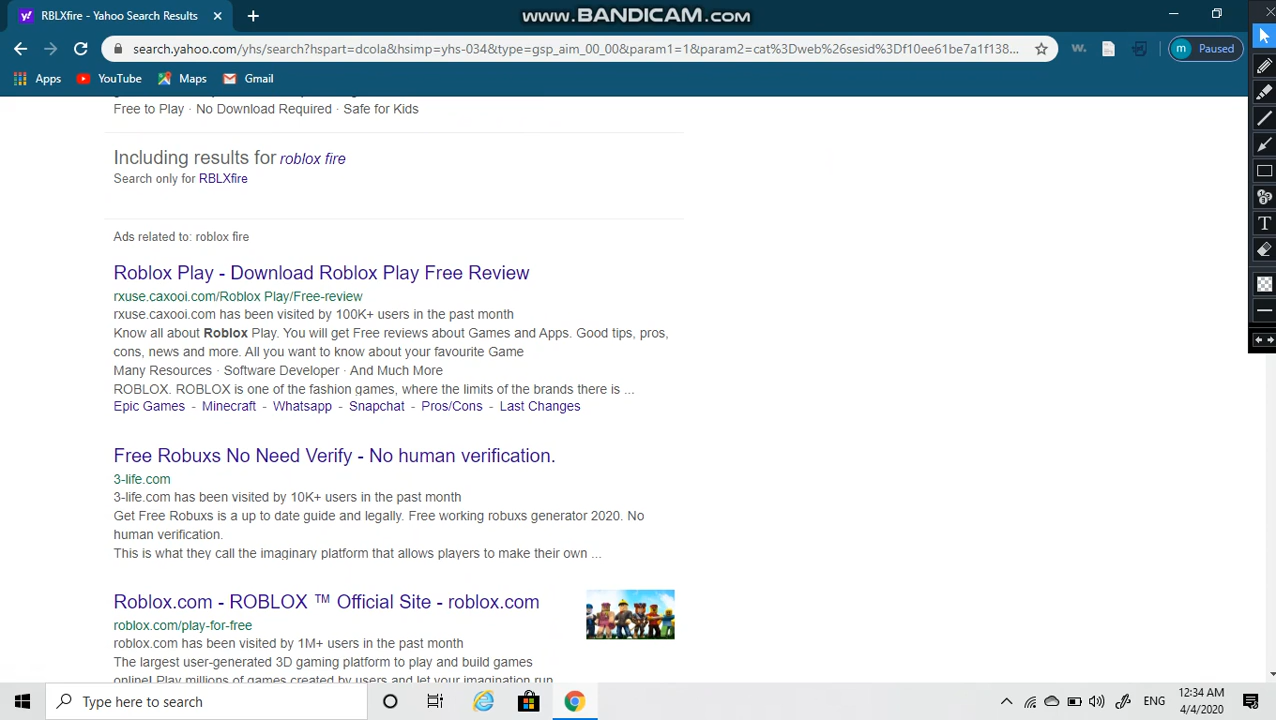 RBLXfire - Yahoo Search Results
www.BANDICAM.com
search.yahoo.com/yhs/search?hspart=dcola&hsimp=yhs-034&type=gsp_aim_00_00&param1=1&param2=cat%3Dweb%26sesid%3Df10ee61be7a1f138...
m Paused
Apps YouTube Maps Gmail
Free to Play · No Download Required · Safe for Kids
Including results for roblox fire
Search only for RBLXfire
Ads related to: roblox fire
Roblox Play - Download Roblox Play Free Review
rxuse.caxooi.com/Roblox Play/Free-review
rxuse.caxooi.com has been visited by 100K+ users in the past month
Know all about Roblox Play. You will get Free reviews about Games and Apps. Good tips, pros,
cons, news and more. All you want to know about your favourite Game
Many Resources · Software Developer · And Much More
ROBLOX. ROBLOX is one of the fashion games, where the limits of the brands there is ...
Epic Games - Minecraft - Whatsapp - Snapchat - Pros/Cons - Last Changes
Free Robuxs No Need Verify - No human verification.
3-life.com
3-life.com has been visited by 10K+ users in the past month
Get Free Robuxs is a up to date guide and legally. Free working robuxs generator 2020. No
human verification.
This is what they call the imaginary platform that allows players to make their own ...
Roblox.com - ROBLOX ™ Official Site - roblox.com
roblox.com/play-for-free
roblox.com has been visited by 1M+ users in the past month
The largest user-generated 3D gaming platform to play and build games
online! Play millions of games created by users and let your imagination run
Type here to search
ENG
12:34 AM
4/4/2020